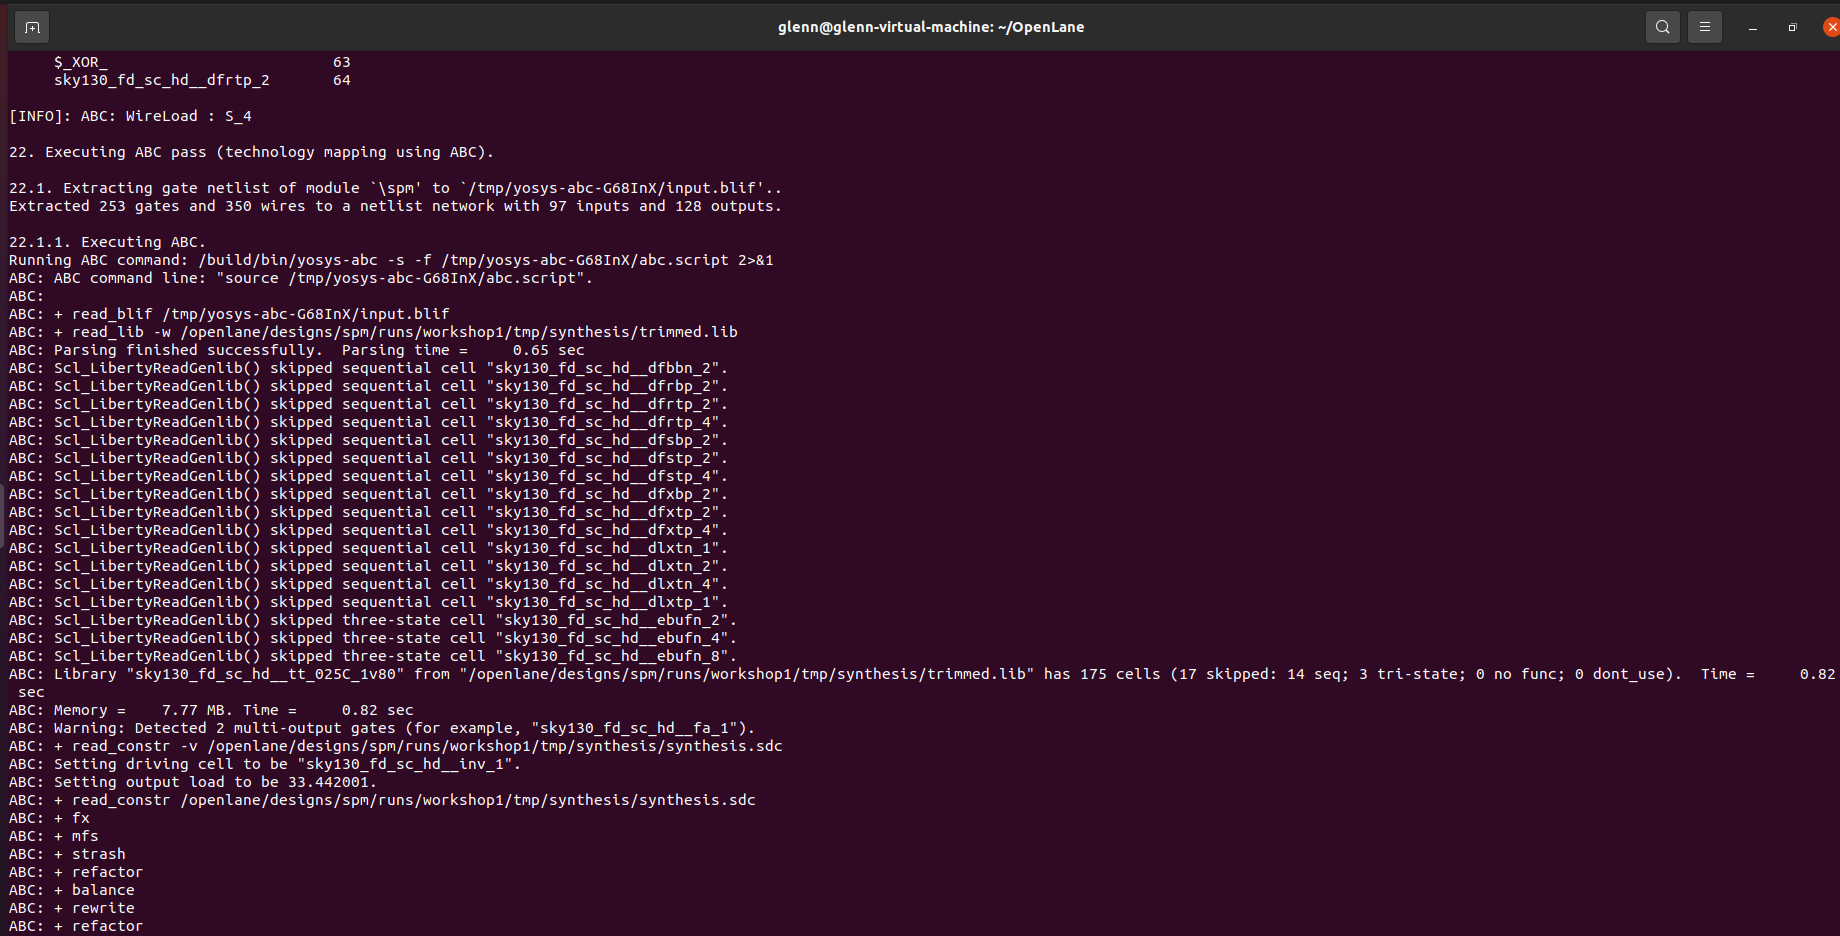 glenn@glenn-virtual-machine: ~/OpenLane
$_XOR_ 63
sky130_fd_sc_hd__dfrtp_2 64
[INFO]: ABC: WireLoad : S_4
22. Executing ABC pass (technology mapping using ABC).
22.1. Extracting gate netlist of module `\spm' to `/tmp/yosys-abc-G68InX/input.blif'..
Extracted 253 gates and 350 wires to a netlist network with 97 inputs and 128 outputs.
22.1.1. Executing ABC.
Running ABC command: /build/bin/yosys-abc -s -f /tmp/yosys-abc-G68InX/abc.script 2>&1
ABC: ABC command line: "source /tmp/yosys-abc-G68InX/abc.script".
ABC:
ABC: + read_blif /tmp/yosys-abc-G68InX/input.blif
ABC: + read_lib -w /openlane/designs/spm/runs/workshop1/tmp/synthesis/trimmed.lib
ABC: Parsing finished successfully.  Parsing time =     0.65 sec
ABC: Scl_LibertyReadGenlib() skipped sequential cell "sky130_fd_sc_hd__dfbbn_2".
ABC: Scl_LibertyReadGenlib() skipped sequential cell "sky130_fd_sc_hd__dfrbp_2".
ABC: Scl_LibertyReadGenlib() skipped sequential cell "sky130_fd_sc_hd__dfrtp_2".
ABC: Scl_LibertyReadGenlib() skipped sequential cell "sky130_fd_sc_hd__dfrtp_4".
ABC: Scl_LibertyReadGenlib() skipped sequential cell "sky130_fd_sc_hd__dfsbp_2".
ABC: Scl_LibertyReadGenlib() skipped sequential cell "sky130_fd_sc_hd__dfstp_2".
ABC: Scl_LibertyReadGenlib() skipped sequential cell "sky130_fd_sc_hd__dfstp_4".
ABC: Scl_LibertyReadGenlib() skipped sequential cell "sky130_fd_sc_hd__dfxbp_2".
ABC: Scl_LibertyReadGenlib() skipped sequential cell "sky130_fd_sc_hd__dfxtp_2".
ABC: Scl_LibertyReadGenlib() skipped sequential cell "sky130_fd_sc_hd__dfxtp_4".
ABC: Scl_LibertyReadGenlib() skipped sequential cell "sky130_fd_sc_hd__dlxtn_1".
ABC: Scl_LibertyReadGenlib() skipped sequential cell "sky130_fd_sc_hd__dlxtn_2".
ABC: Scl_LibertyReadGenlib() skipped sequential cell "sky130_fd_sc_hd__dlxtn_4".
ABC: Scl_LibertyReadGenlib() skipped sequential cell "sky130_fd_sc_hd__dlxtp_1".
ABC: Scl_LibertyReadGenlib() skipped three-state cell "sky130_fd_sc_hd__ebufn_2".
ABC: Scl_LibertyReadGenlib() skipped three-state cell "sky130_fd_sc_hd__ebufn_4".
ABC: Scl_LibertyReadGenlib() skipped three-state cell "sky130_fd_sc_hd__ebufn_8".
ABC: Library "sky130_fd_sc_hd__tt_025C_1v80" from "/openlane/designs/spm/runs/workshop1/tmp/synthesis/trimmed.lib" has 175 cells (17 skipped: 14 seq; 3 tri-state; 0 no func; 0 dont_use).  Time =     0.82
sec
ABC: Memory =    7.77 MB. Time =     0.82 sec
ABC: Warning: Detected 2 multi-output gates (for example, "sky130_fd_sc_hd__fa_1").
ABC: + read_constr -v /openlane/designs/spm/runs/workshop1/tmp/synthesis/synthesis.sdc
ABC: Setting driving cell to be "sky130_fd_sc_hd__inv_1".
ABC: Setting output load to be 33.442001.
ABC: + read_constr /openlane/designs/spm/runs/workshop1/tmp/synthesis/synthesis.sdc
ABC: + fx
ABC: + mfs
ABC: + strash
ABC: + refactor
ABC: + balance
ABC: + rewrite
ABC: + refactor